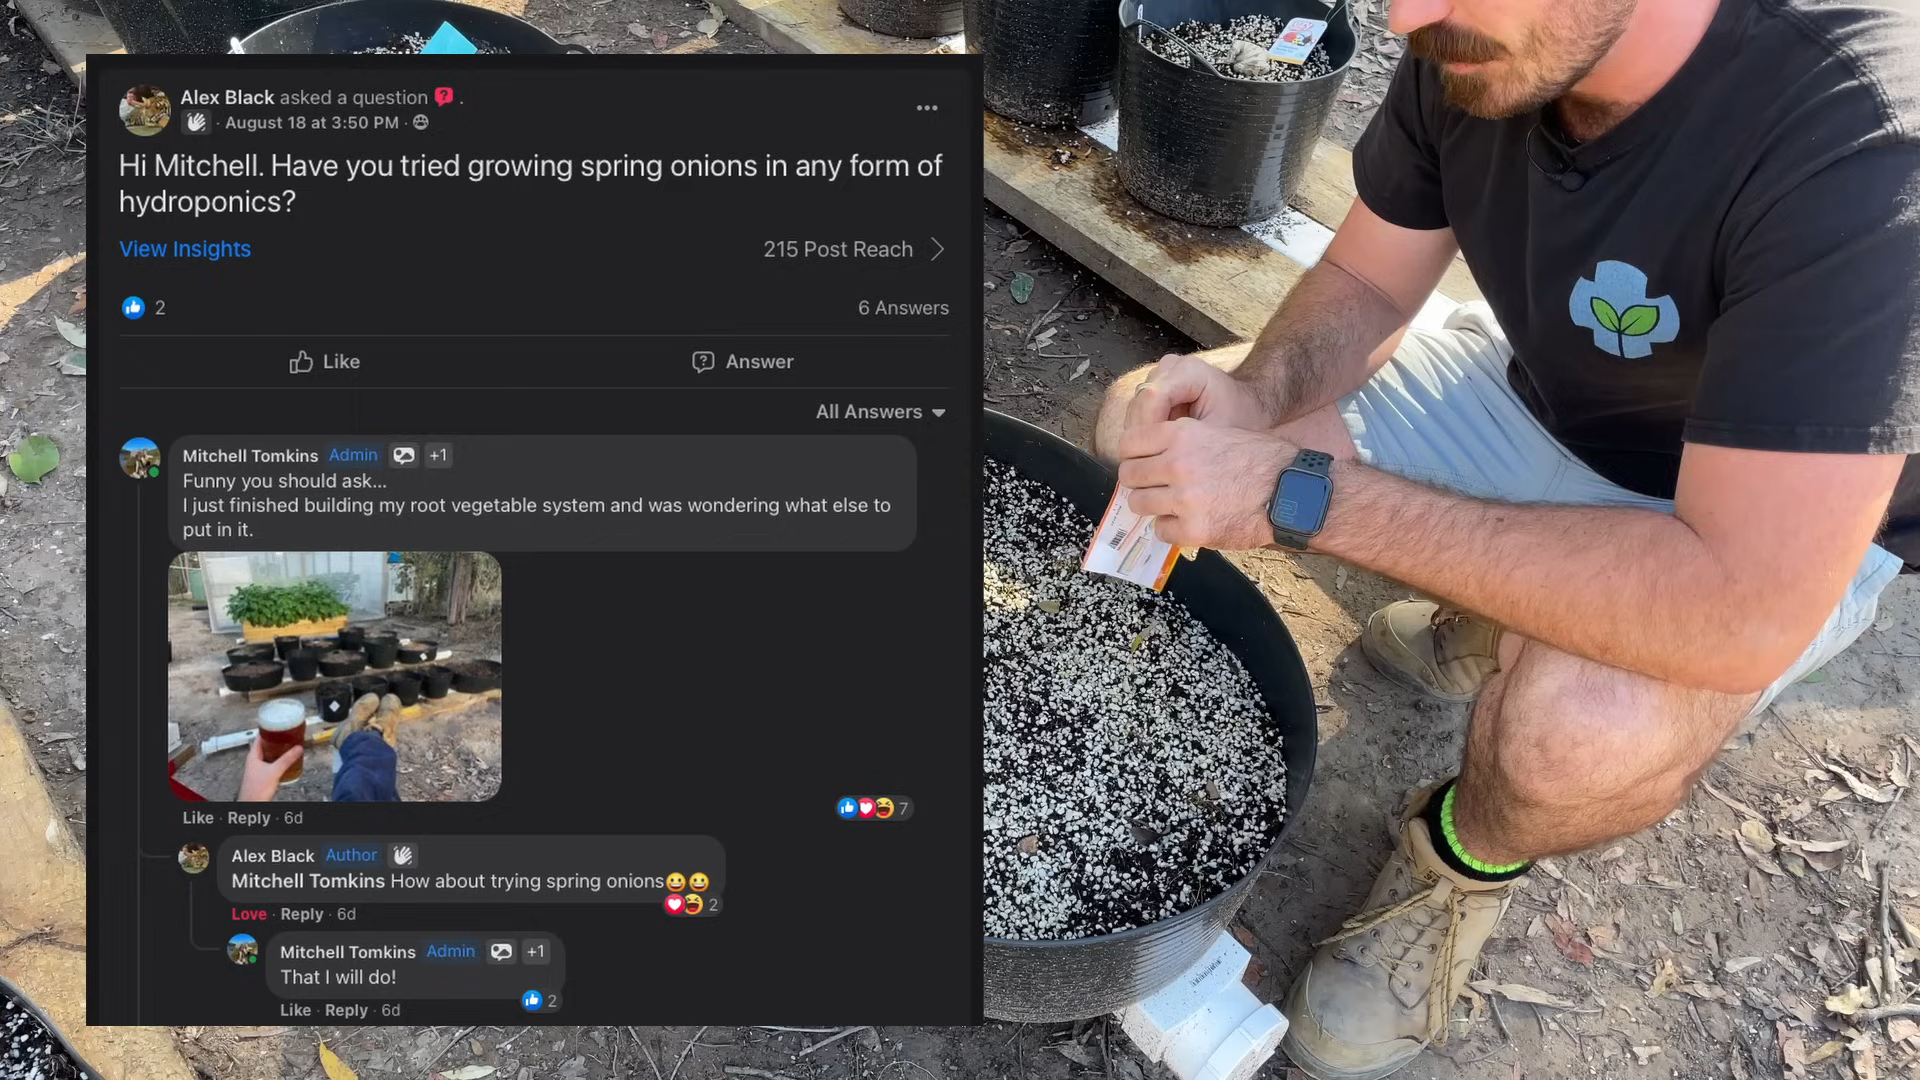 Alex Black asked a question .
· August 18 at 3:50 PM ·
Hi Mitchell. Have you tried growing spring onions in any form of
hydroponics?
View Insights
215 Post Reach
2
6 Answers
Like
Answer
All Answers
Mitchell Tomkins Admin +1
Funny you should ask...
I just finished building my root vegetable system and was wondering what else to
put in it.
Like · Reply · 6d
7
Alex Black Author
Mitchell Tomkins How about trying spring onions😀😀
2
Love · Reply · 6d
Mitchell Tomkins Admin +1
That I will do!
2
Like · Reply · 6d